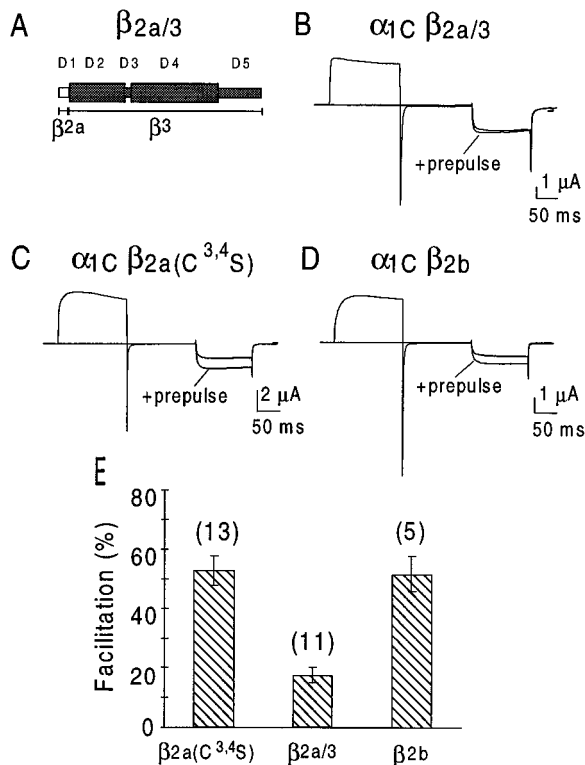 A
β2a/3
D1 D2 D3 D4 D5
β2a β3
B
α1C β2a/3
+prepulse
1 μA
50 ms
C
α1C β2a(C3,4S)
+prepulse
2 μA
50 ms
D
α1C β2b
+prepulse
1 μA
50 ms
E
Facilitation (%)
80
60
40
20
0
(13)
(11)
(5)
β2a(C3,4S)
β2a/3
β2b